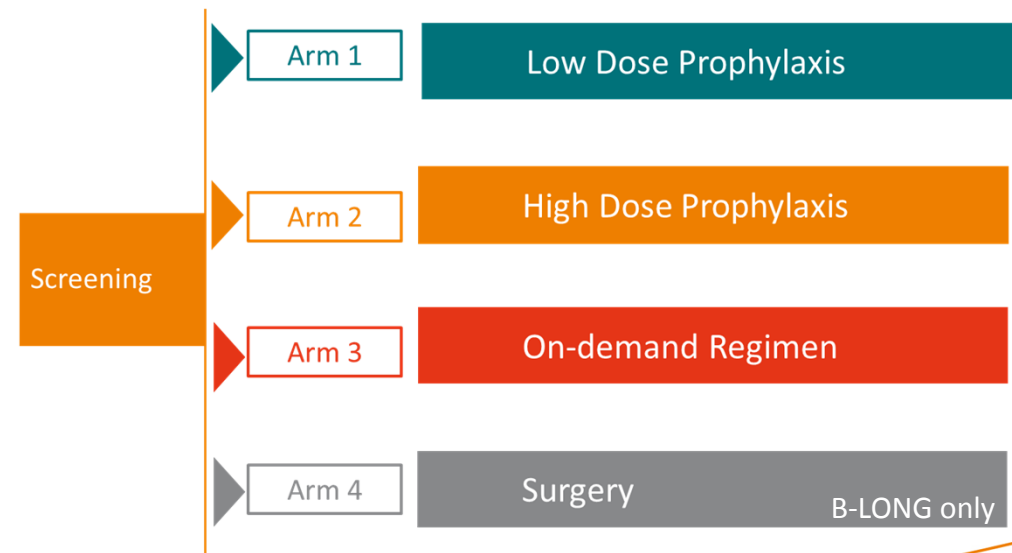 Arm 1
Low Dose Prophylaxis
Arm 2
High Dose Prophylaxis
Screening
Arm 3
On-demand Regimen
Arm 4
Surgery
B-LONG only